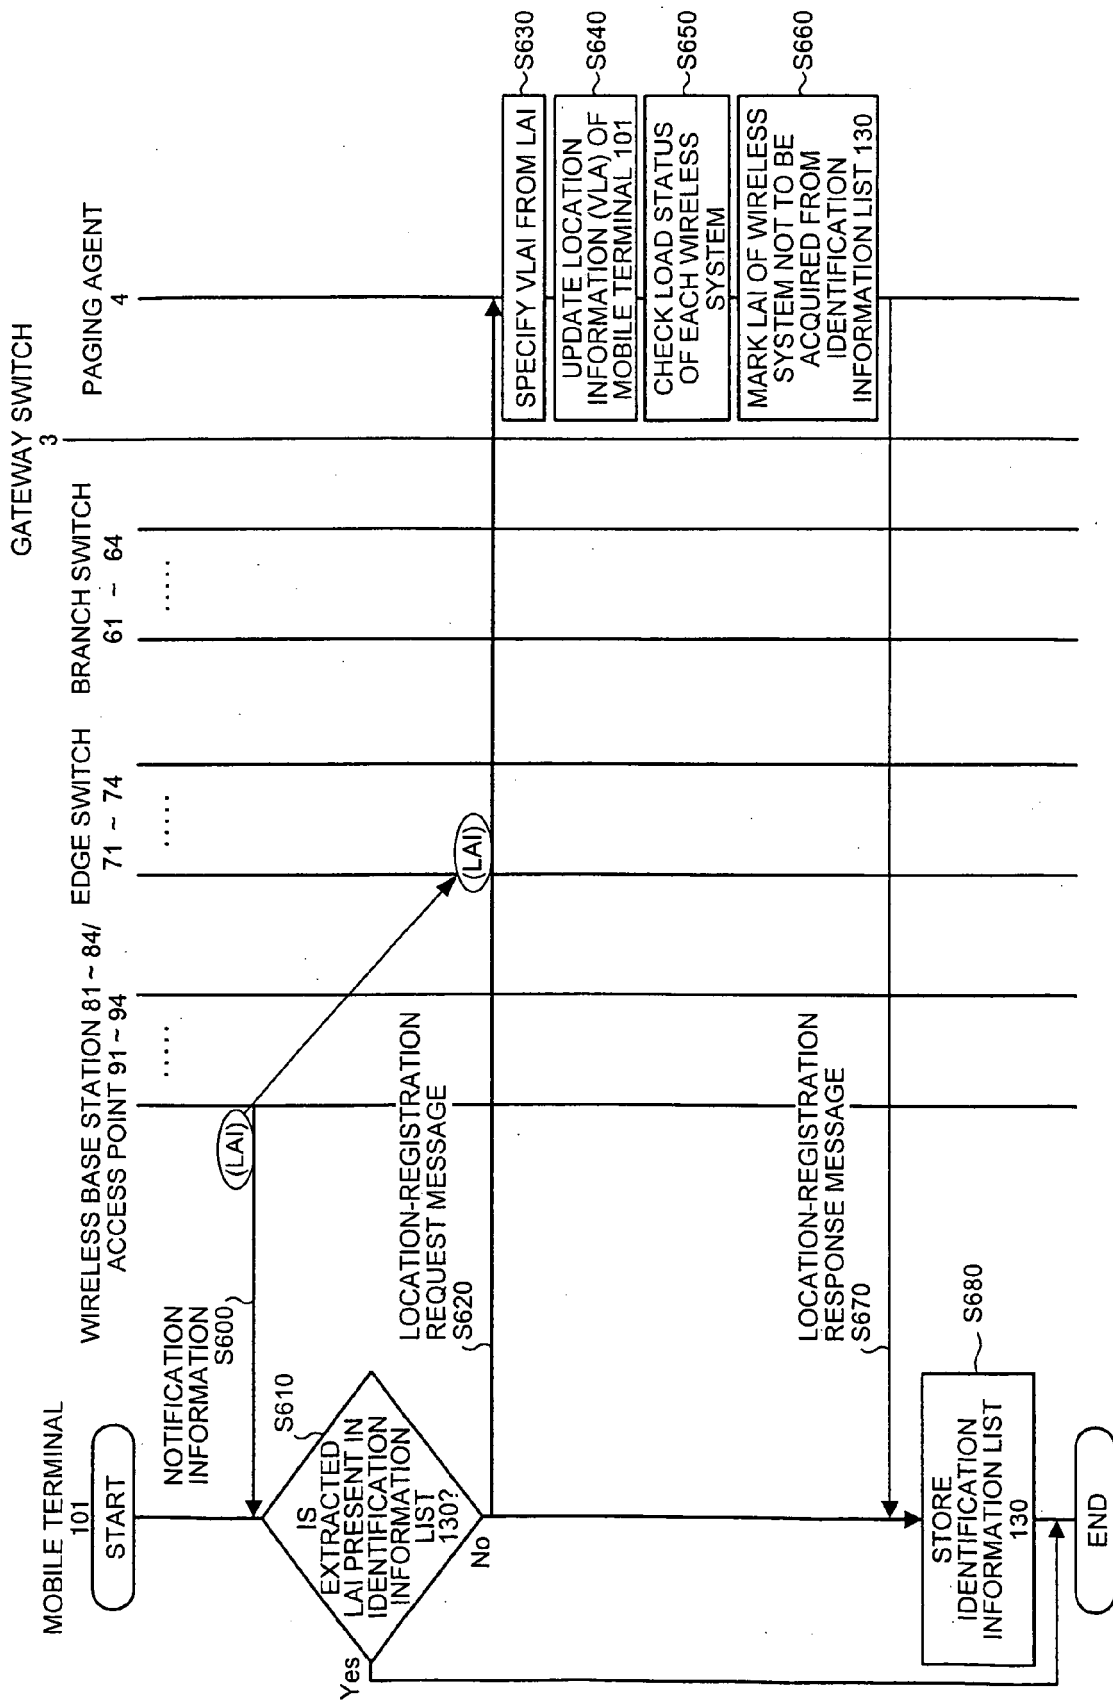 GATEWAY SWITCH
3
MOBILE TERMINAL
101
WIRELESS BASE STATION 81 ~ 84/
ACCESS POINT 91 ~ 94
EDGE SWITCH
71 ~ 74
BRANCH SWITCH
61 ~ 64
PAGING AGENT
4
.....
.....
.....
START
NOTIFICATION
INFORMATION
S600
(LAI)
S610
IS
EXTRACTED
LAI PRESENT IN
IDENTIFICATION
INFORMATION
LIST
130?
Yes
No
(LAI)
LOCATION-REGISTRATION
REQUEST MESSAGE
S620
SPECIFY VLAI FROM LAI
S630
UPDATE LOCATION
INFORMATION (VLA) OF
MOBILE TERMINAL 101
S640
CHECK LOAD STATUS
OF EACH WIRELESS
SYSTEM
S650
MARK LAI OF WIRELESS
SYSTEM NOT TO BE
ACQUIRED FROM
IDENTIFICATION
INFORMATION LIST 130
S660
LOCATION-REGISTRATION
RESPONSE MESSAGE
S670
STORE
IDENTIFICATION
INFORMATION LIST
130
S680
END